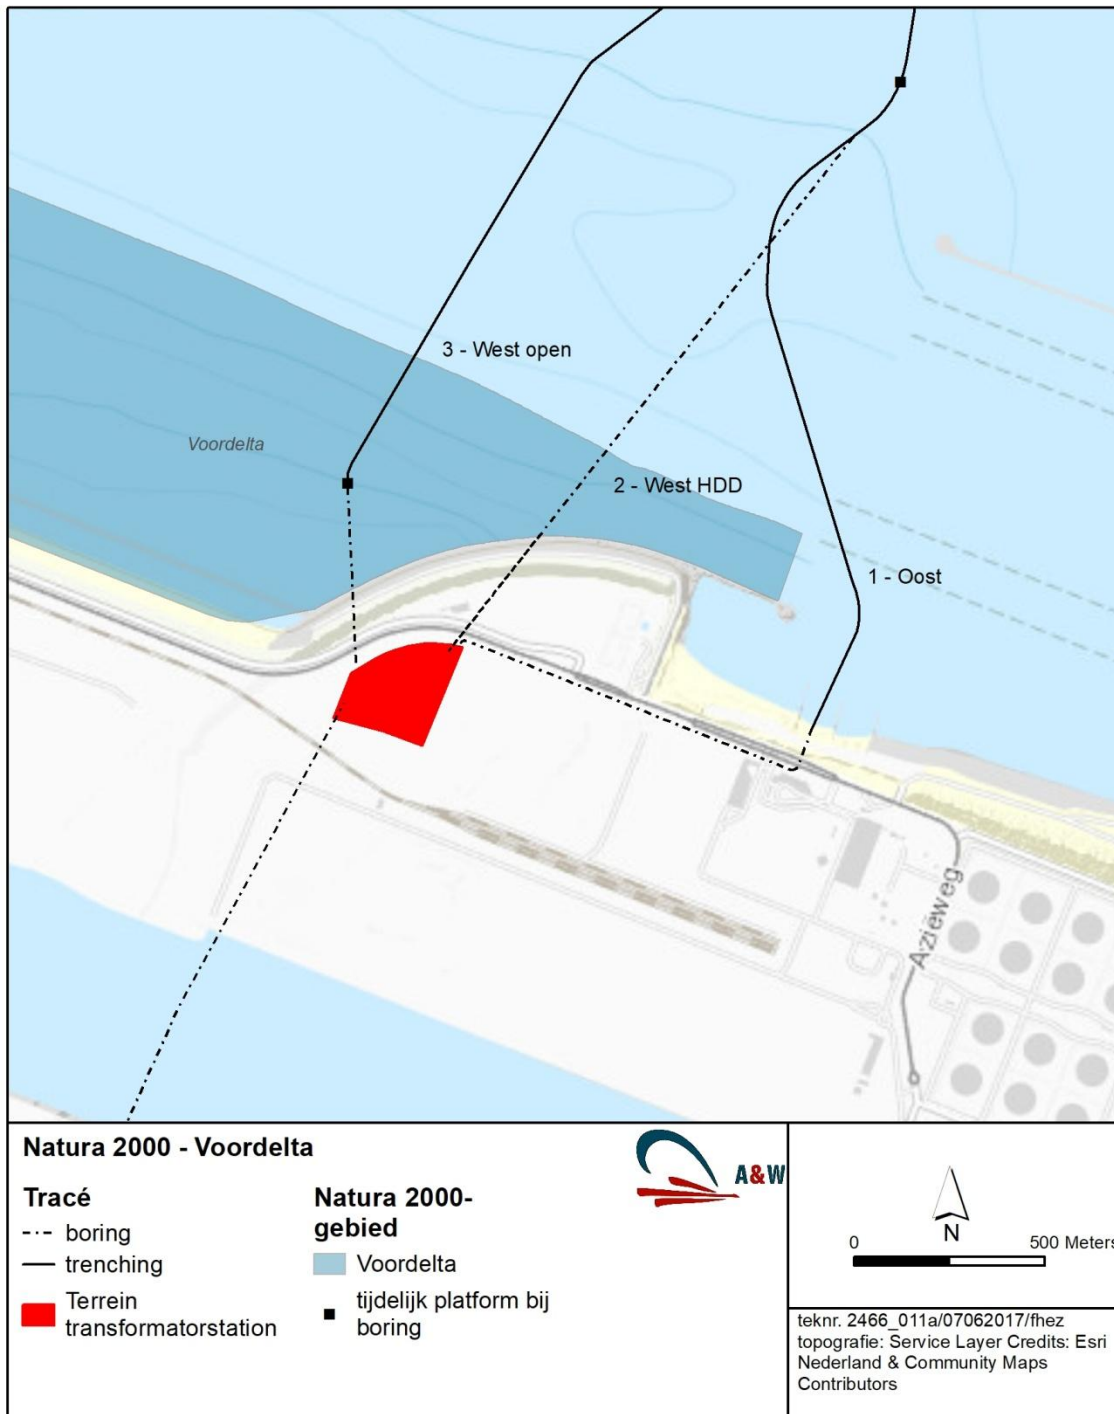 3 - West open
Voordelta
2 - West HDD
1 - Oost
Aziëweg
Natura 2000 - Voordelta
Tracé
boring
trenching
Terrein
transformatorstation
Natura 2000-
gebied
Voordelta
tijdelijk platform bij
boring
A&W
N
0 500 Meters
teknr. 2466_011a/07062017/fhez
topografie: Service Layer Credits: Esri
Nederland & Community Maps
Contributors